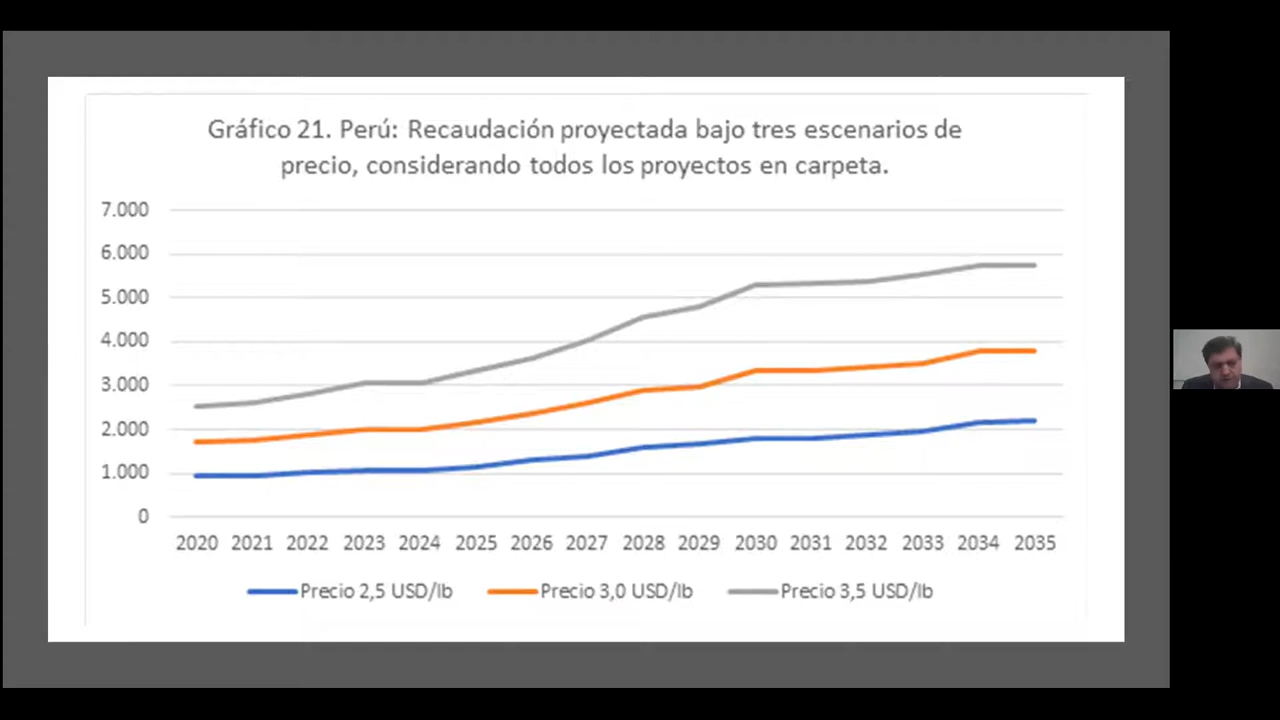 Gráfico 21. Perú: Recaudación proyectada bajo tres escenarios de
precio, considerando todos los proyectos en carpeta.
7.000
6.000
5.000
4.000
3.000
2.000
1.000
0
2020 2021 2022 2023 2024 2025 2026 2027 2028 2029 2030 2031 2032 2033 2034 2035
Precio 2,5 USD/lb Precio 3,0 USD/lb Precio 3,5 USD/lb